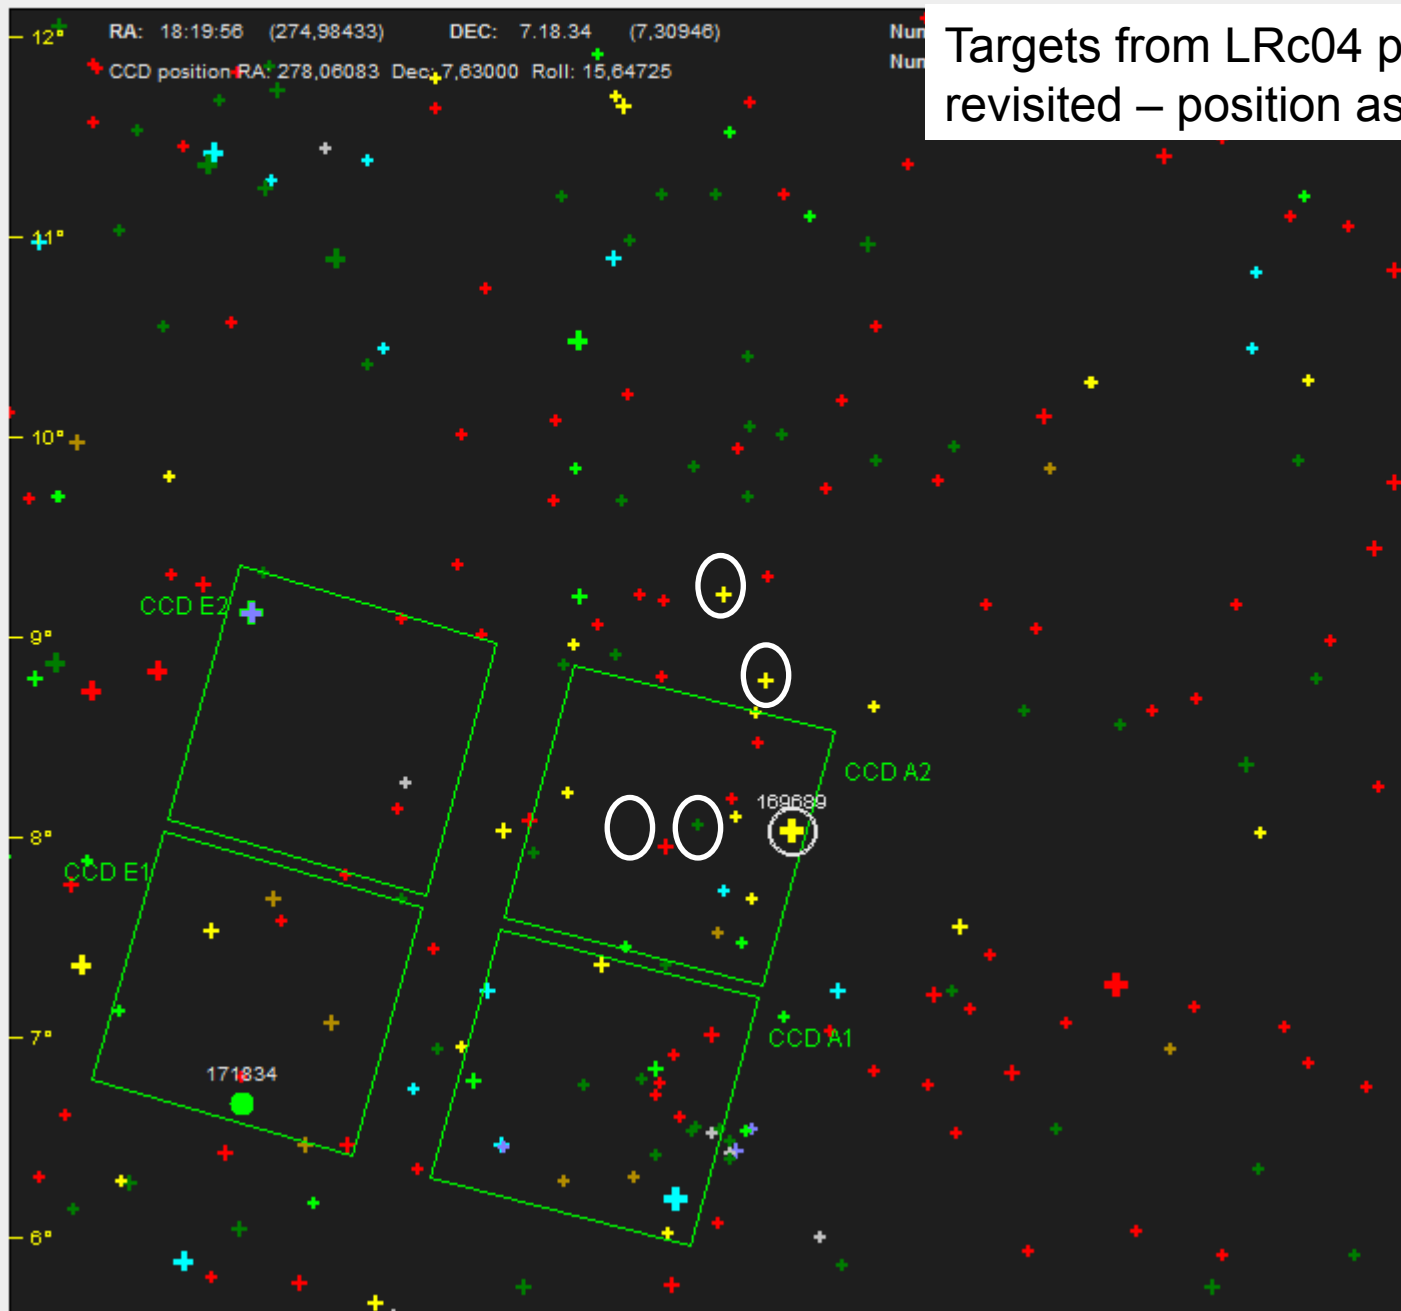 12°
RA: 18:19:56 (274,98433) DEC: 7.18.34 (7,30946)
CCD position RA: 278,06083 Dec: 7,63000 Roll: 15,64725
Targets from LRc04
revisited – position
11°
10°
CCD E2
9°
CCD A2
169689
8°
CCD E1
7°
CCD A1
171834
6°